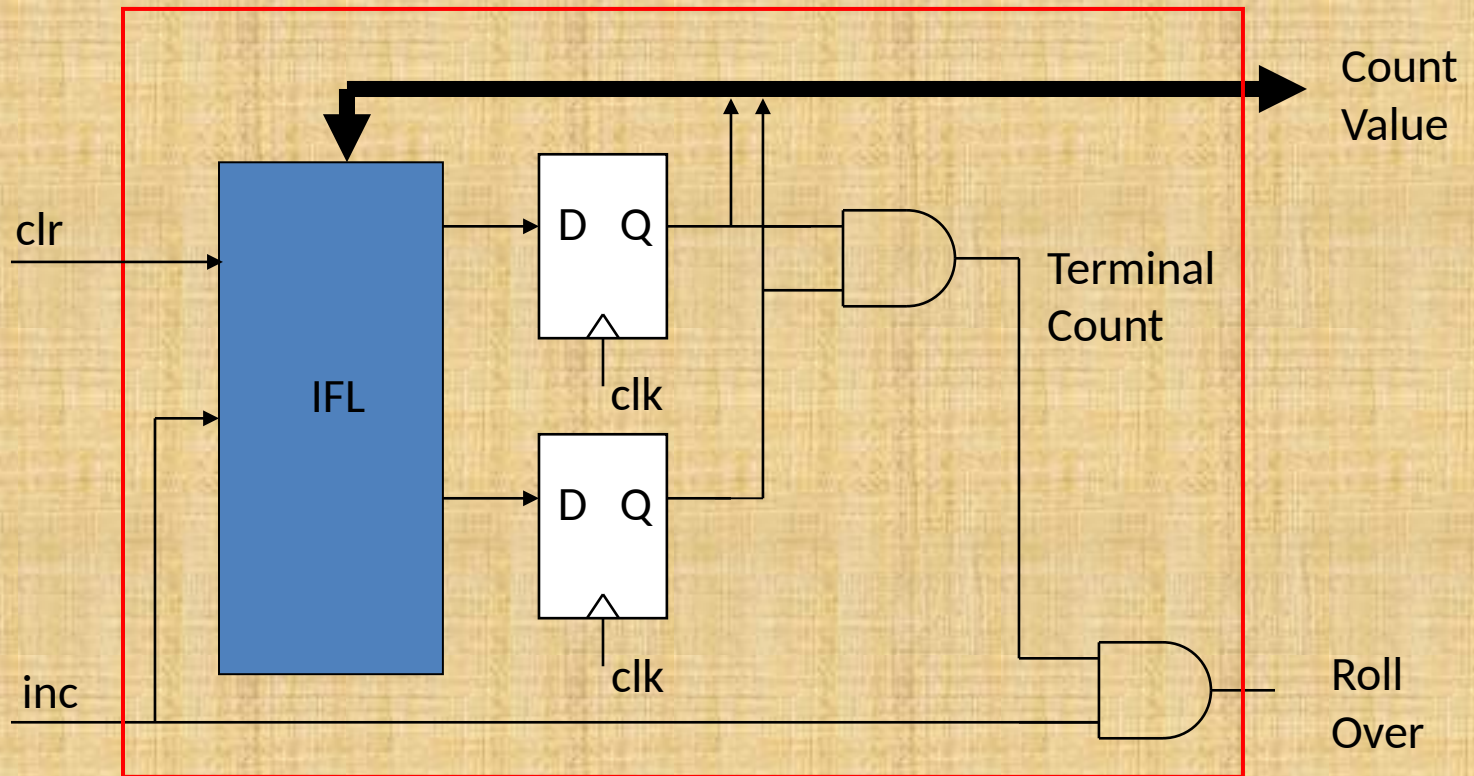 Count
Value
clr
D Q
Terminal
Count
clk
IFL
D Q
clk
inc
Roll
Over